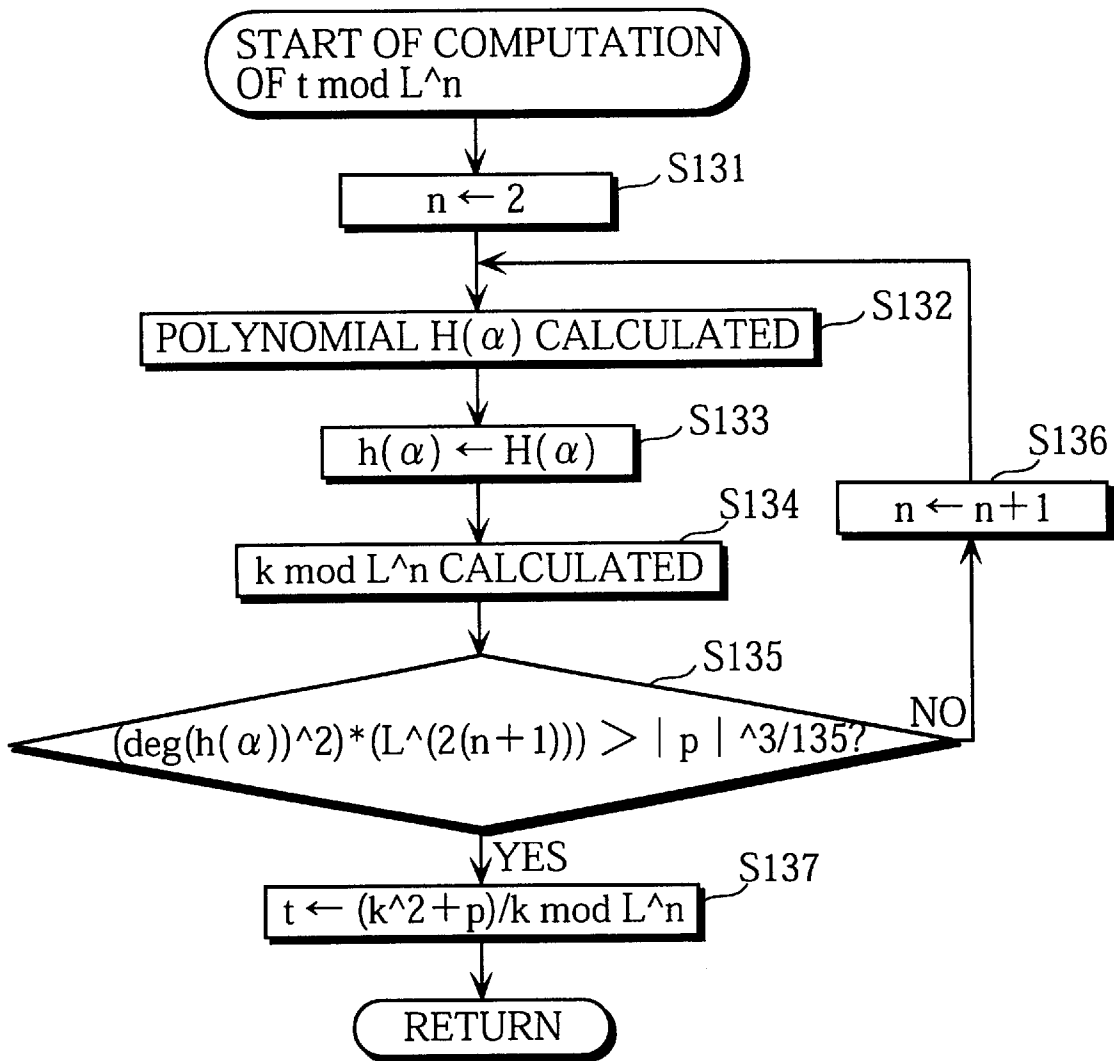 START OF COMPUTATION
OF t mod L^n
S131
n ← 2
S132
POLYNOMIAL H(α) CALCULATED
S133
h(α) ← H(α)
S136
n ← n+1
S134
k mod L^n CALCULATED
S135
(deg(h(α))^2)*(L^(2(n+1))) > | p | ^3/135?
NO
YES
S137
t ← (k^2+p)/k mod L^n
RETURN